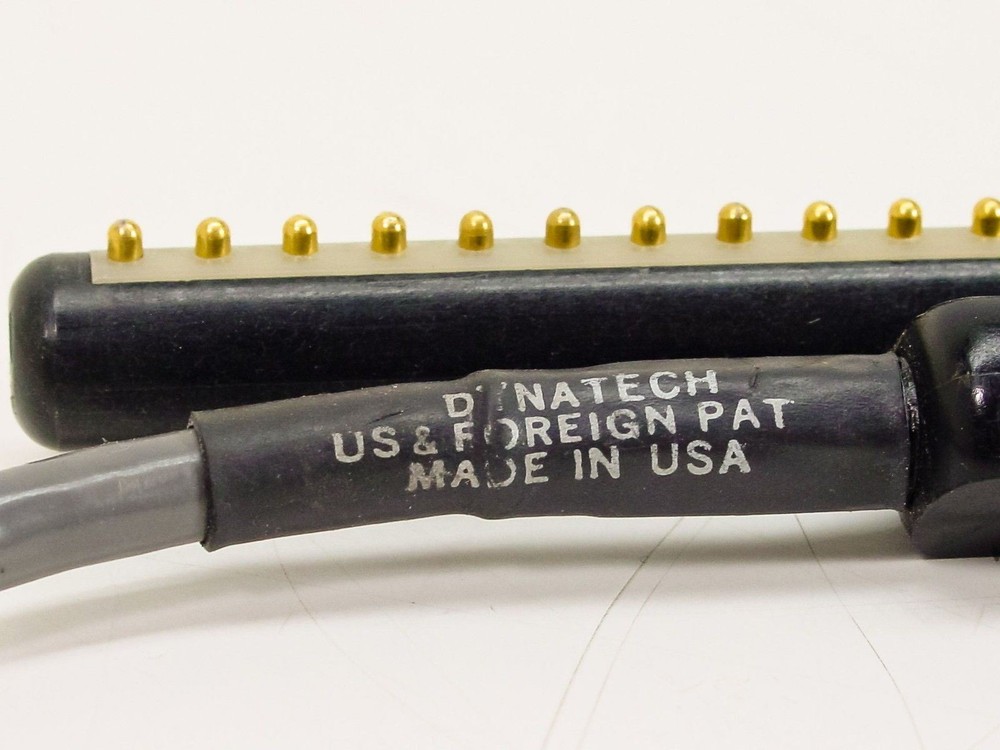 DYNATECH
US & FOREIGN PAT
MADE IN USA